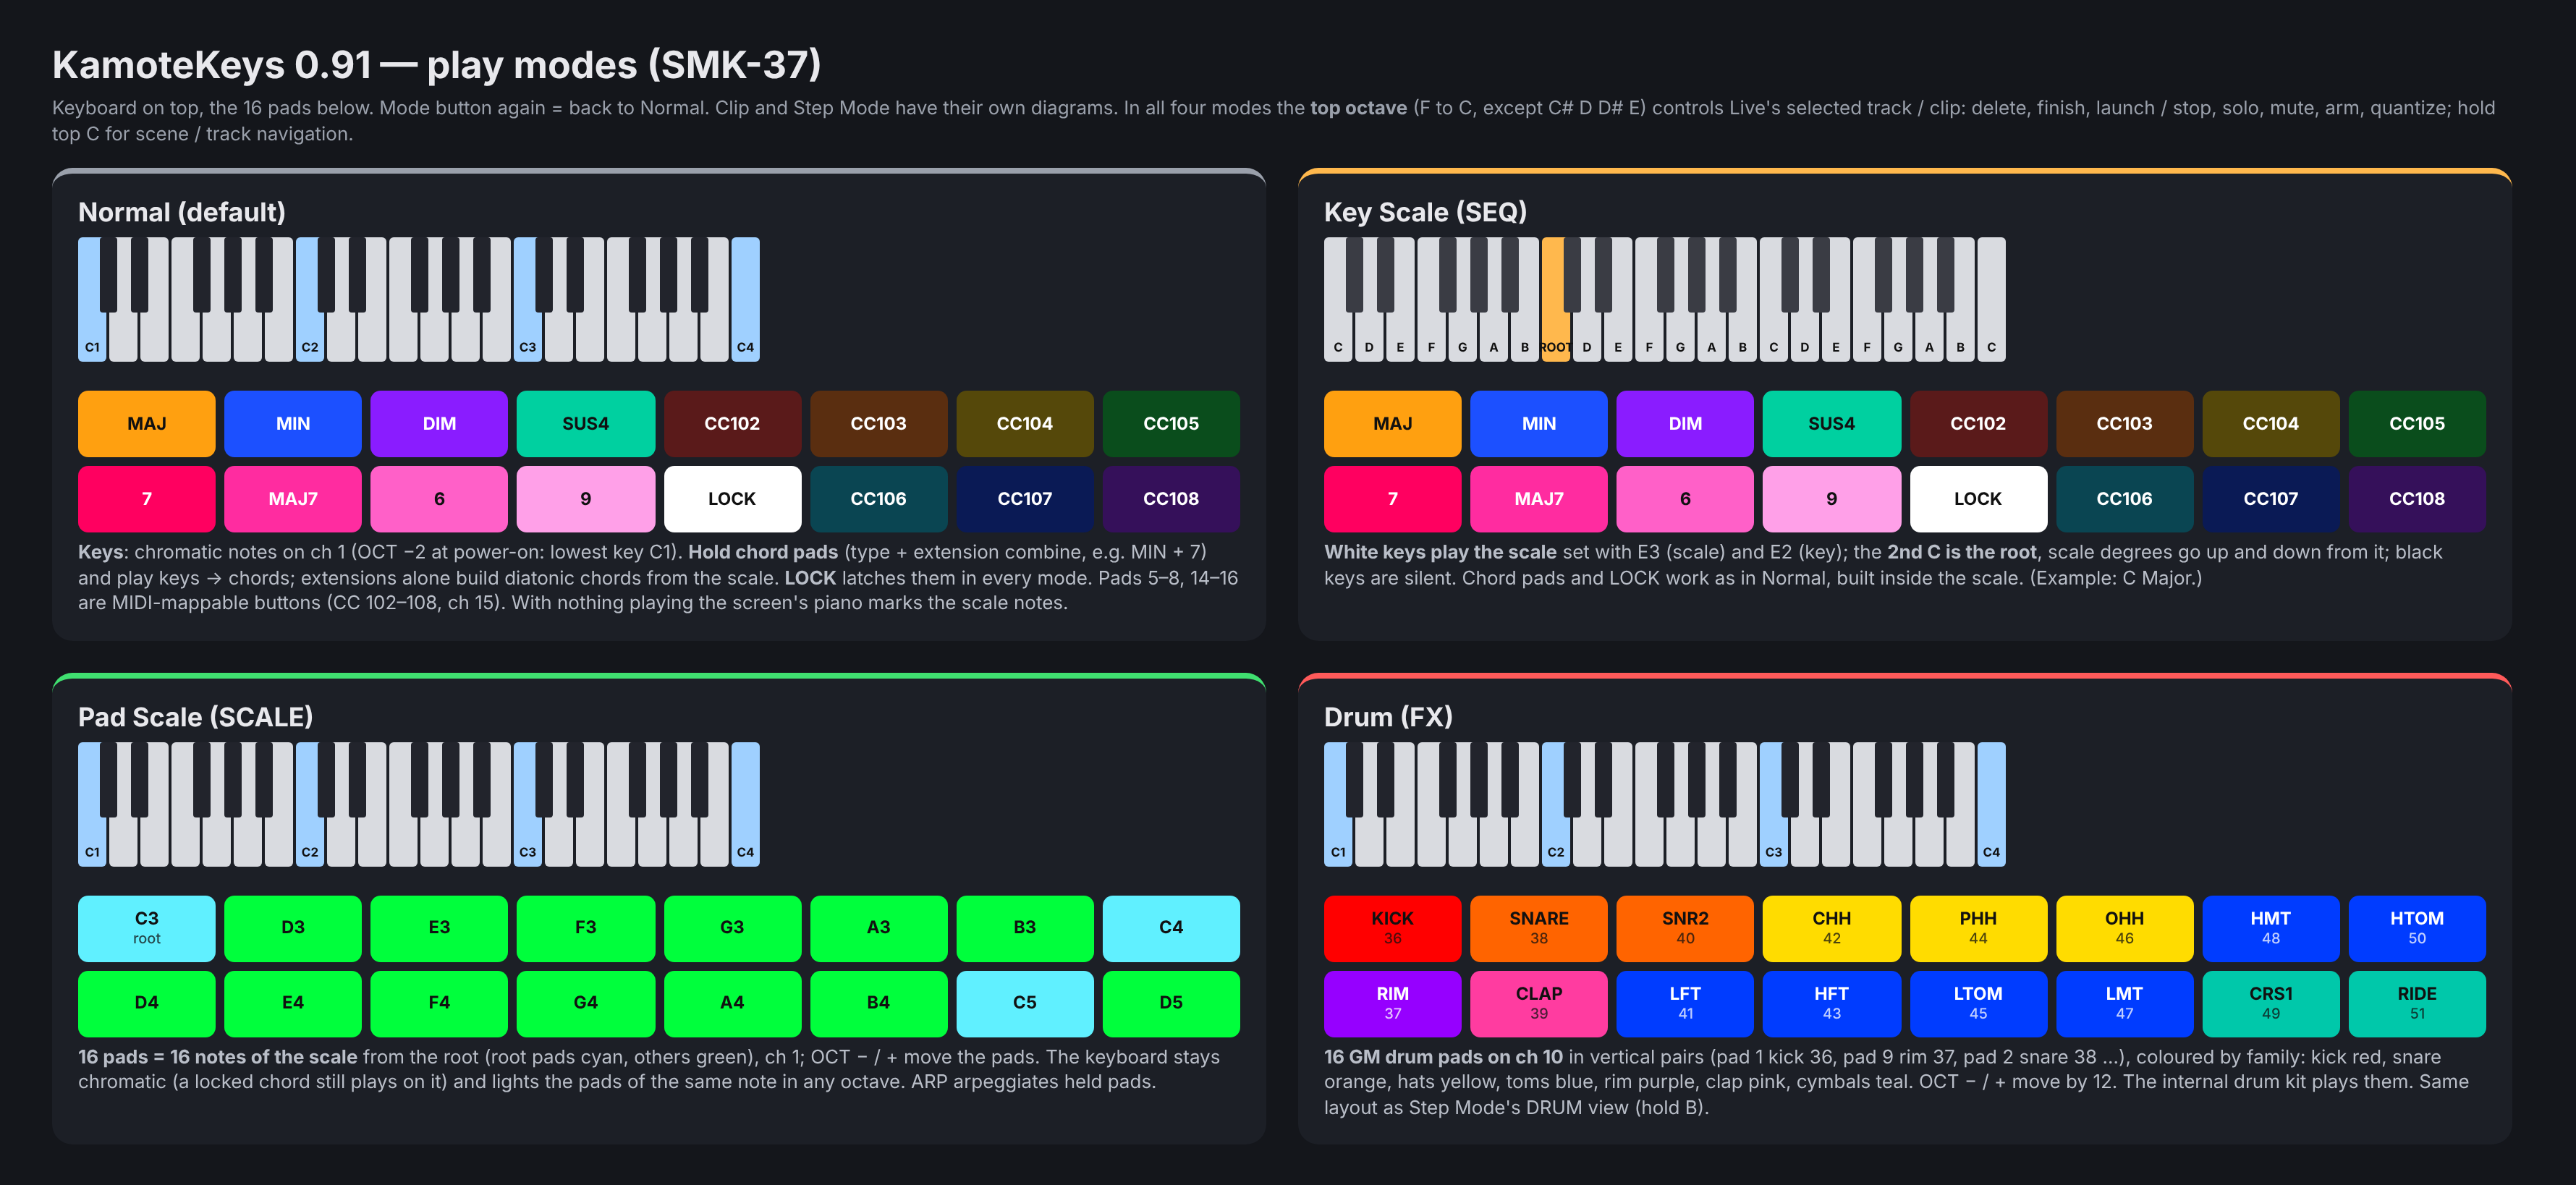 KamoteKeys 0.91 — play modes (SMK-37)
Keyboard on top, the 16 pads below. Mode button again = back to Normal. Clip and Step Mode have their own diagrams. In all four modes the top octave (F to C, except C# D D# E) controls Live's selected track / clip: delete, finish, launch / stop, solo, mute, arm, quantize; hold
top C for scene / track navigation.
Normal (default)
C1 C2 C3 C4
MAJ MIN DIM SUS4 CC102 CC103 CC104 CC105
7 MAJ7 6 9 LOCK CC106 CC107 CC108
Keys: chromatic notes on ch 1 (OCT −2 at power-on: lowest key C1). Hold chord pads (type + extension combine, e.g. MIN + 7)
and play keys → chords; extensions alone build diatonic chords from the scale. LOCK latches them in every mode. Pads 5–8, 14–16
are MIDI-mappable buttons (CC 102–108, ch 15). With nothing playing the screen's piano marks the scale notes.
Key Scale (SEQ)
C D E F G A B ROOT D E F G A B C D E F G A B C
MAJ MIN DIM SUS4 CC102 CC103 CC104 CC105
7 MAJ7 6 9 LOCK CC106 CC107 CC108
White keys play the scale set with E3 (scale) and E2 (key); the 2nd C is the root, scale degrees go up and down from it; black
keys are silent. Chord pads and LOCK work as in Normal, built inside the scale. (Example: C Major.)
Pad Scale (SCALE)
C1 C2 C3 C4
C3 D3 E3 F3 G3 A3 B3 C4
root
D4 E4 F4 G4 A4 B4 C5 D5
16 pads = 16 notes of the scale from the root (root pads cyan, others green), ch 1; OCT − / + move the pads. The keyboard stays
chromatic (a locked chord still plays on it) and lights the pads of the same note in any octave. ARP arpeggiates held pads.
Drum (FX)
C1 C2 C3 C4
KICK SNARE SNR2 CHH PHH OHH HMT HTOM
36 38 40 42 44 46 48 50
RIM CLAP LFT HFT LTOM LMT CRS1 RIDE
37 39 41 43 45 47 49 51
16 GM drum pads on ch 10 in vertical pairs (pad 1 kick 36, pad 9 rim 37, pad 2 snare 38 …), coloured by family: kick red, snare
orange, hats yellow, toms blue, rim purple, clap pink, cymbals teal. OCT − / + move by 12. The internal drum kit plays them. Same
layout as Step Mode's DRUM view (hold B).